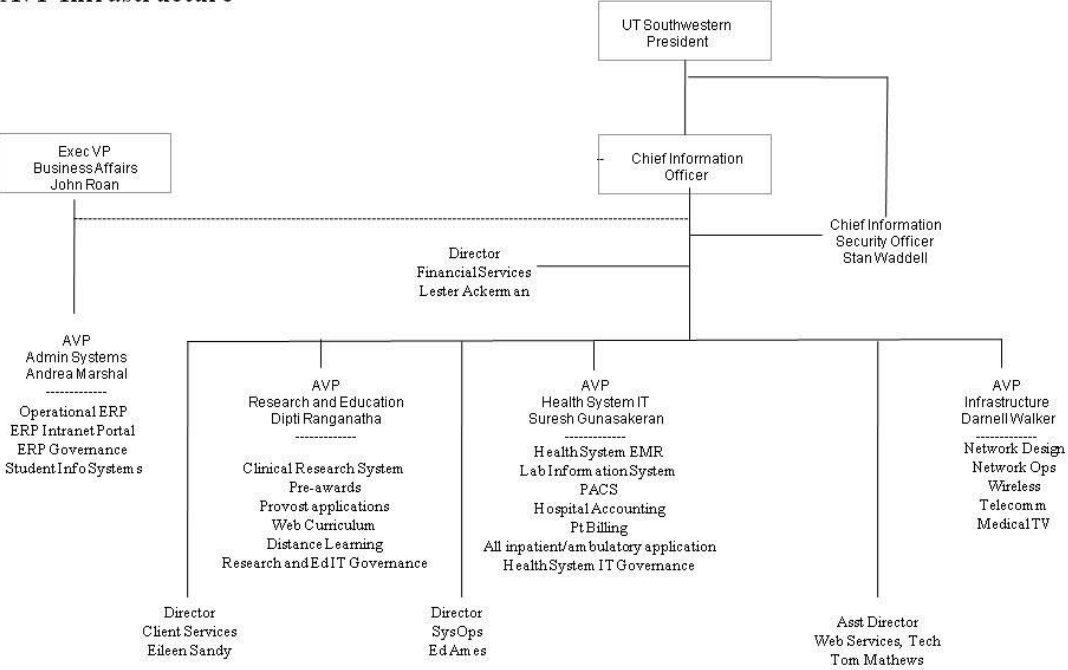 UT Southwestern
President
Exec VP
Business Affairs
John Roan
Chief Information
Officer
Chief Information
Security Officer
Stan Waddell
Director
Financial Services
Lester Ackerman
AVP
Admin Systems
Andrea Marshal
-------------
Operational ERP
ERP Intranet Portal
ERP Governance
Student Info Systems
AVP
Research and Education
Dipti Ranganatha
-------------
Clinical Research System
Pre-awards
Provost applications
Web Curriculum
Distance Learning
Research and Ed IT Governance
AVP
Health System IT
Suresh Gunasakeran
-------------
Health System EMR
Lab Information System
PACS
Hospital Accounting
Pt Billing
All inpatient/ambulatory application
Health System IT Governance
AVP
Infrastructure
Darnell Walker
-------------
Network Design
Network Ops
Wireless
Telecomm
Medical TV
Director
Client Services
Eileen Sandy
Director
SysOps
Ed Ames
Asst Director
Web Services, Tech
Tom Mathews